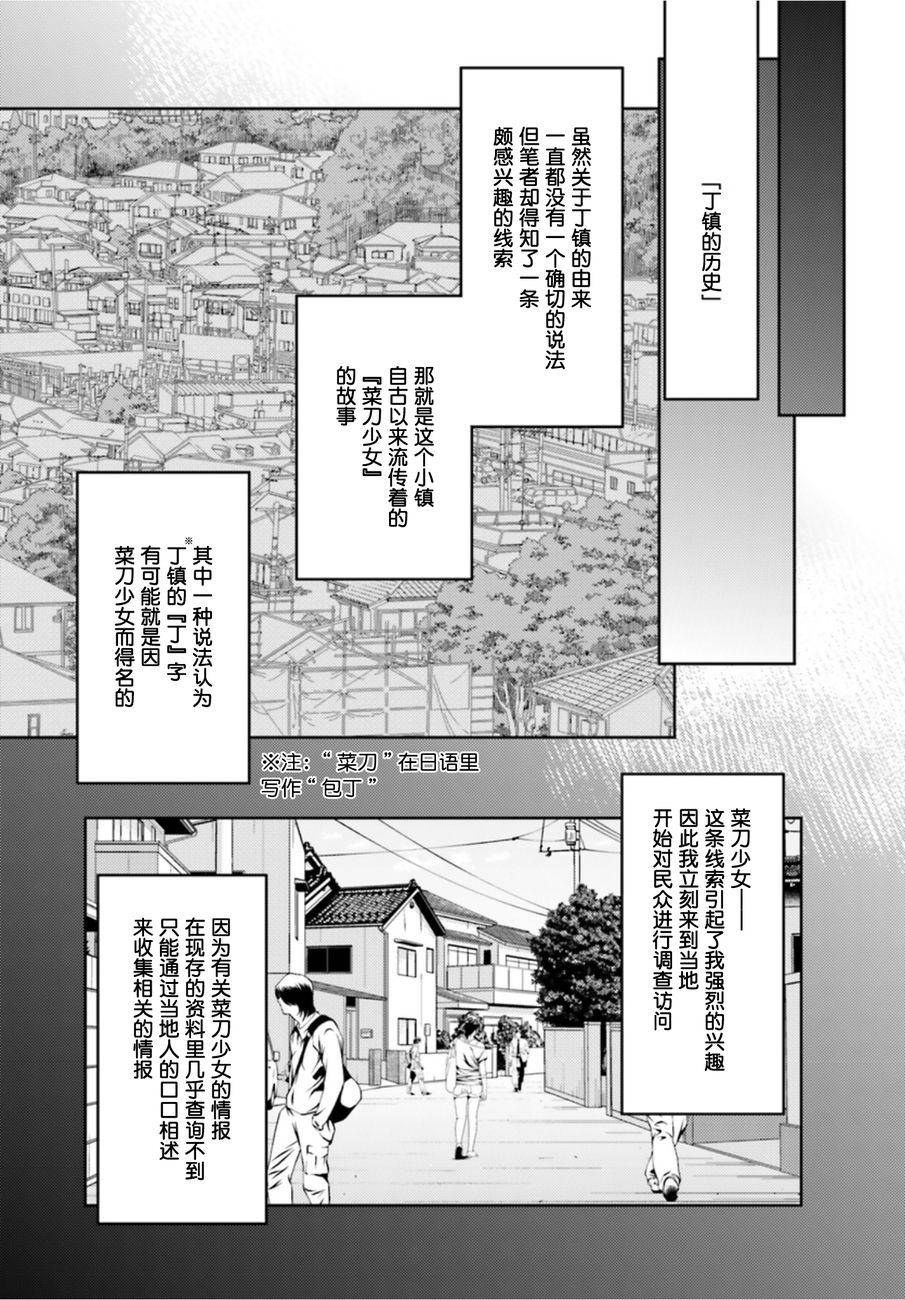 「丁镇的历史」
虽然关于丁镇的由来
一直都没有一个确切的说法
但笔者却得知了一条
颇感兴趣的线索
那就是这个小镇
自古以来流传着的
『菜刀少女』
的故事
其中一种说法认为
※丁镇的『丁』字
有可能就是因
菜刀少女而得名的
※注：“菜刀”在日语里
写作“包丁”
菜刀少女——
这条线索引起了我强烈的兴趣
因此我立刻来到当地
开始对民众进行调查访问
因为有关菜刀少女的情报
在现存的资料里几乎查询不到
只能通过当地人的口口相述
来收集相关的情报